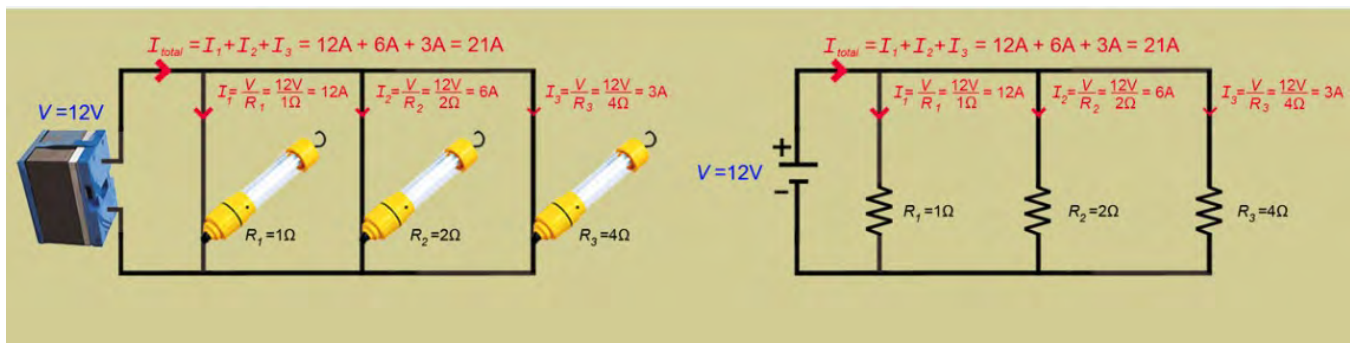 I total = I1 + I2 + I3 = 12A + 6A + 3A = 21A
V = 12V
I1 = V/R1 = 12V/1Ω = 12A
I2 = V/R2 = 12V/2Ω = 6A
I3 = V/R3 = 12V/4Ω = 3A
R1 = 1Ω
R2 = 2Ω
R3 = 4Ω
I total = I1 + I2 + I3 = 12A + 6A + 3A = 21A
I1 = V/R1 = 12V/1Ω = 12A
I2 = V/R2 = 12V/2Ω = 6A
I3 = V/R3 = 12V/4Ω = 3A
+
V = 12V
-
R1 = 1Ω
R2 = 2Ω
R3 = 4Ω